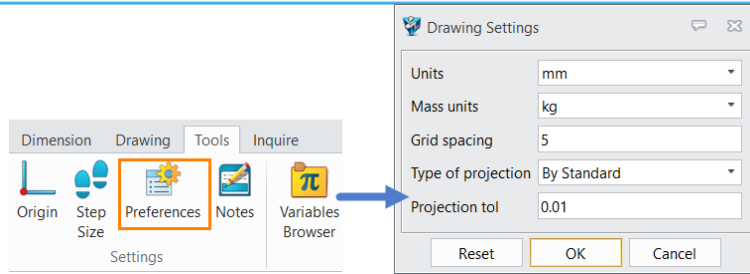 Dimension Drawing Tools Inquire
Origin Step Size Preferences Notes Variables Browser
Settings
Drawing Settings
Units mm
Mass units kg
Grid spacing 5
Type of projection By Standard
Projection tol 0.01
Reset OK Cancel